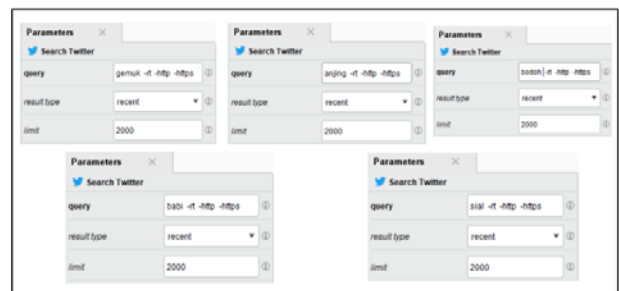 Parameters ×
Search Twitter
query gemuk -rt -http -https
result type recent
limit 2000
Parameters ×
Search Twitter
query anjing -rt -http -https
result type recent
limit 2000
Parameters ×
Search Twitter
query bodoh -rt -http -https
result type recent
limit 2000
Parameters ×
Search Twitter
query babi -rt -http -https
result type recent
limit 2000
Parameters ×
Search Twitter
query sial -rt -http -https
result type recent
limit 2000